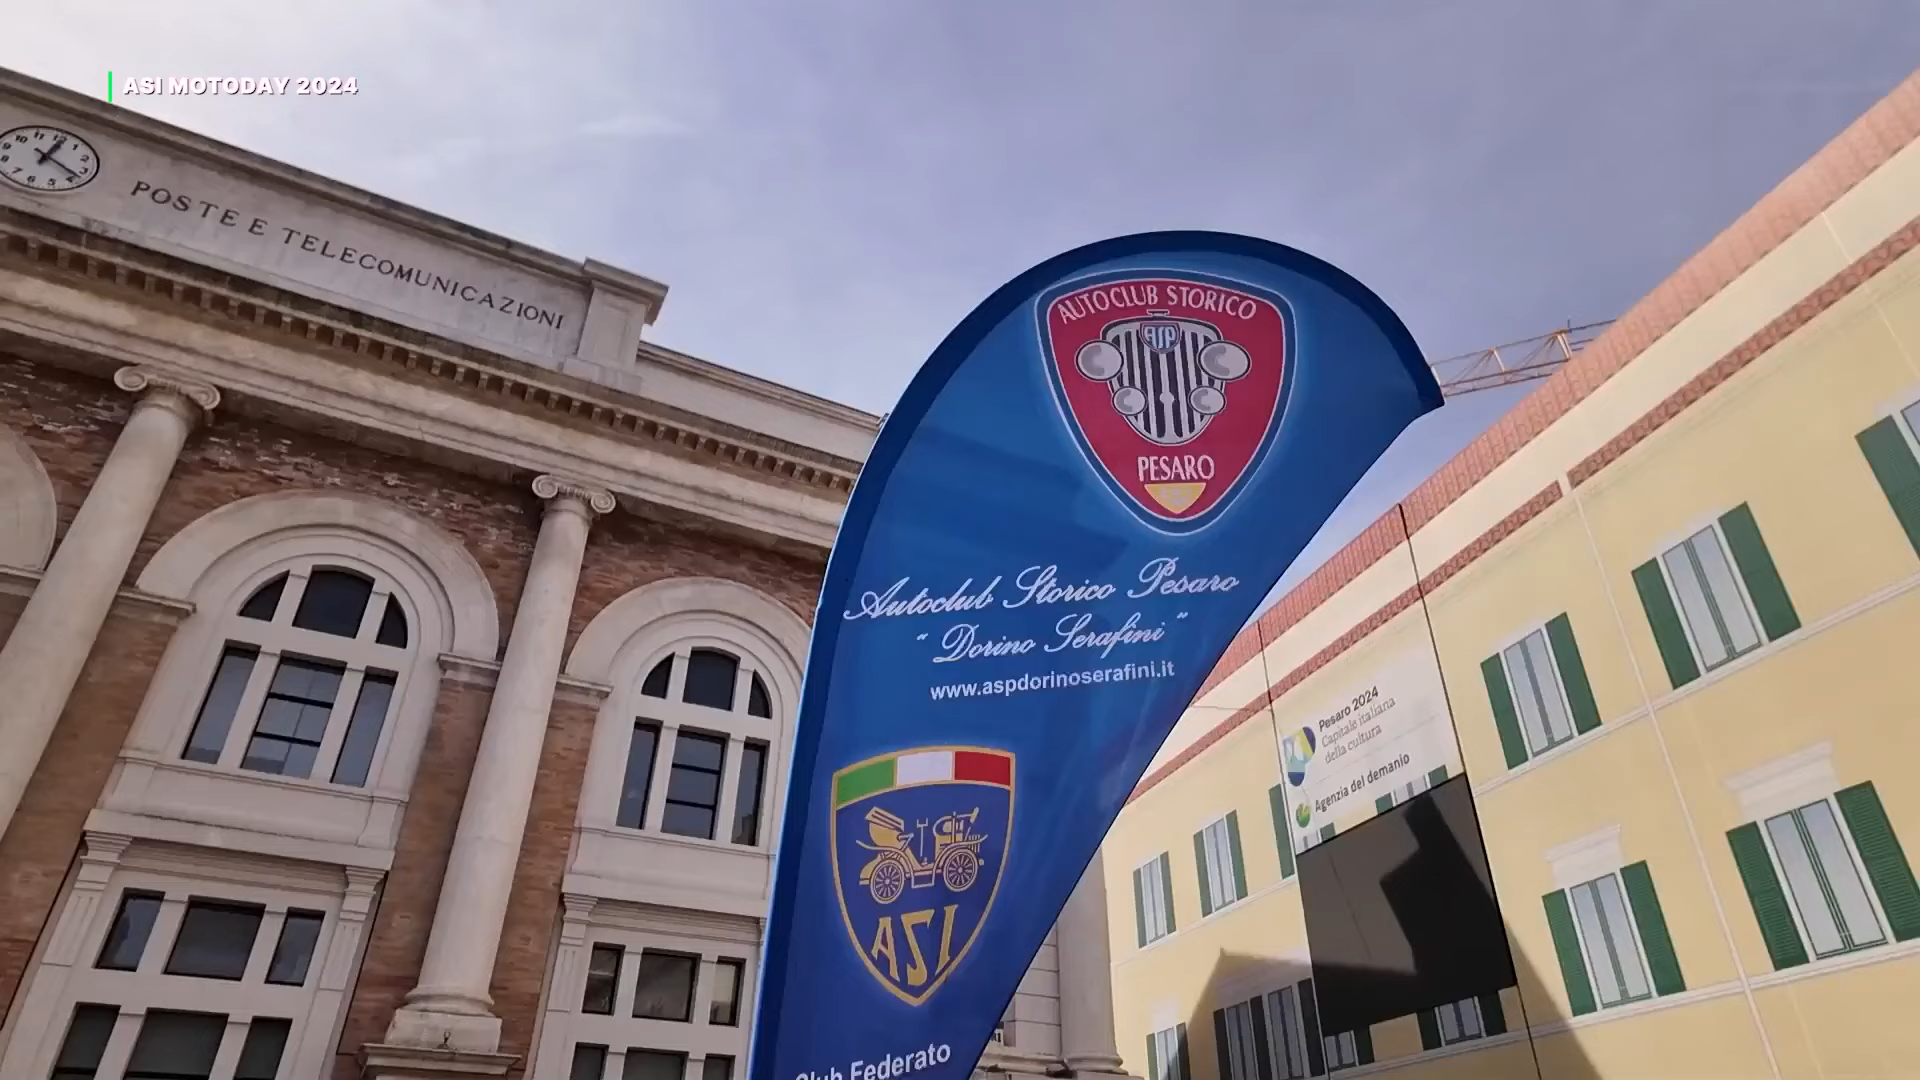 ASI MOTODAY 2024
POSTE E TELECOMUNICAZIONI
AUTOCLUB STORICO
ASP
PESARO
Autoclub Storico Pesaro
"Dorino Serafini"
www.aspdorinoserafini.it
ASI
Club Federato
Pesaro 2024
Capitale italiana
della cultura
Agenzia del demanio